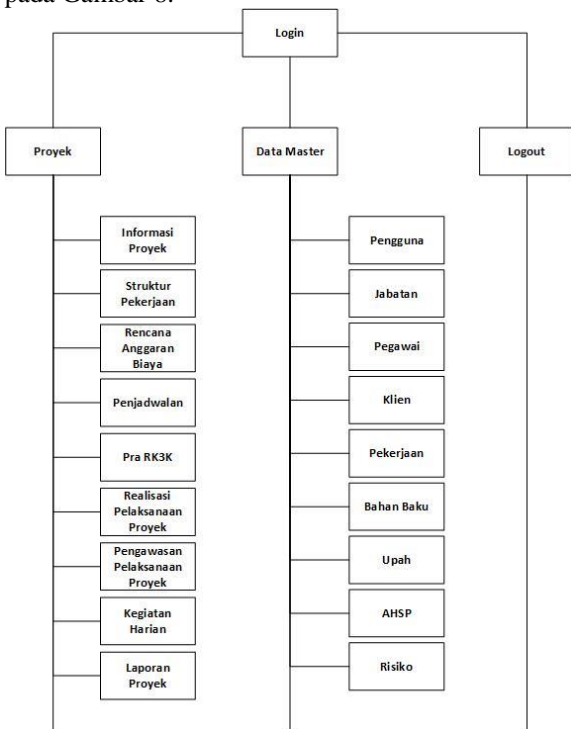 pada Gambar 8.
Login
Proyek
Data Master
Logout
Informasi
Proyek
Struktur
Pekerjaan
Rencana
Anggaran
Biaya
Penjadwalan
Pra RK3K
Realisasi
Pelaksanaan
Proyek
Pengawasan
Pelaksanaan
Proyek
Kegiatan
Harian
Laporan
Proyek
Pengguna
Jabatan
Pegawai
Klien
Pekerjaan
Bahan Baku
Upah
AHSP
Risiko